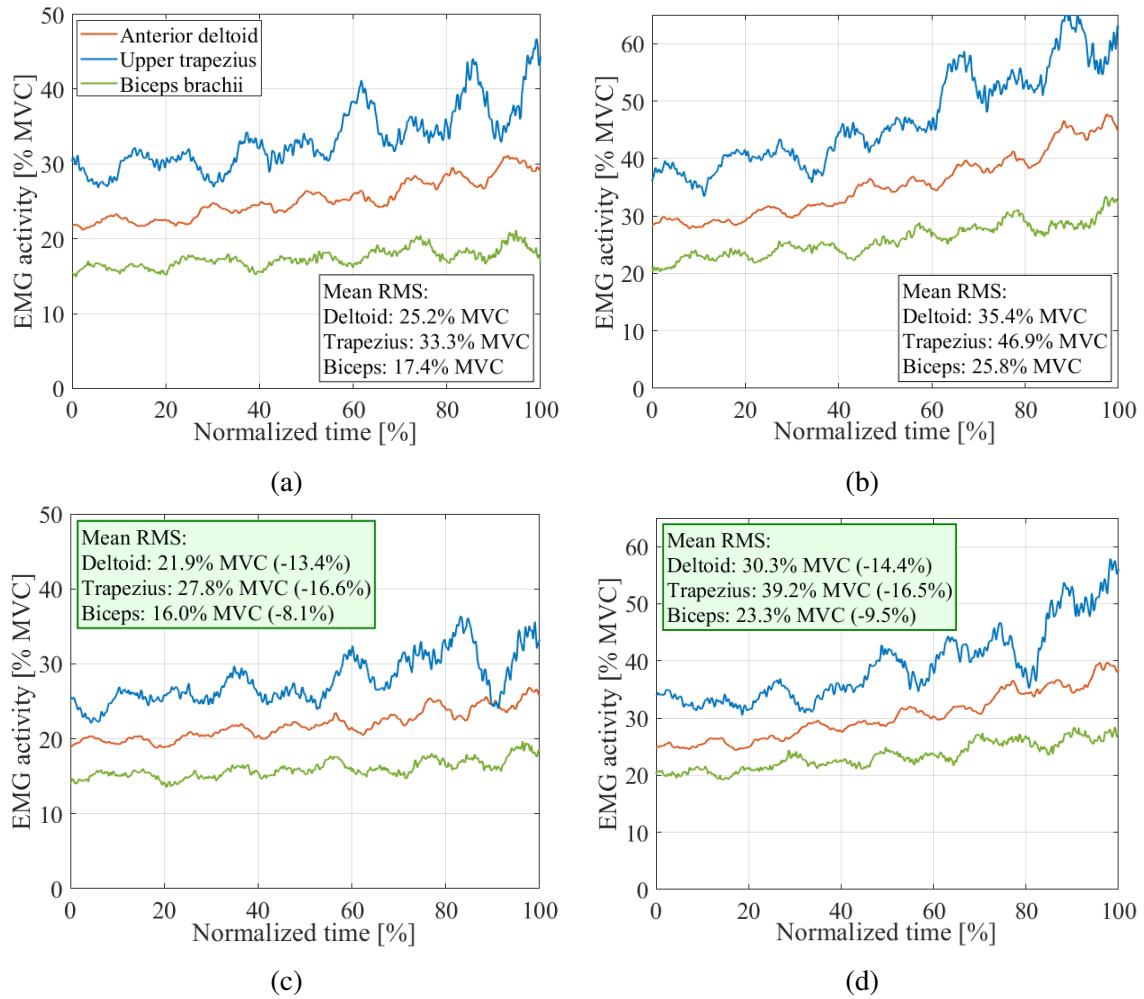 50
40
30
20
10
0
EMG activity [% MVC]
Anterior deltoid
Upper trapezius
Biceps brachii
Mean RMS:
Deltoid: 25.2% MVC
Trapezius: 33.3% MVC
Biceps: 17.4% MVC
0 20 40 60 80 100
Normalized time [%]
(a)
60
50
40
30
20
10
0
EMG activity [% MVC]
Mean RMS:
Deltoid: 35.4% MVC
Trapezius: 46.9% MVC
Biceps: 25.8% MVC
0 20 40 60 80 100
Normalized time [%]
(b)
50
40
30
20
10
0
EMG activity [% MVC]
Mean RMS:
Deltoid: 21.9% MVC (-13.4%)
Trapezius: 27.8% MVC (-16.6%)
Biceps: 16.0% MVC (-8.1%)
0 20 40 60 80 100
Normalized time [%]
(c)
60
50
40
30
20
10
0
EMG activity [% MVC]
Mean RMS:
Deltoid: 30.3% MVC (-14.4%)
Trapezius: 39.2% MVC (-16.5%)
Biceps: 23.3% MVC (-9.5%)
0 20 40 60 80 100
Normalized time [%]
(d)